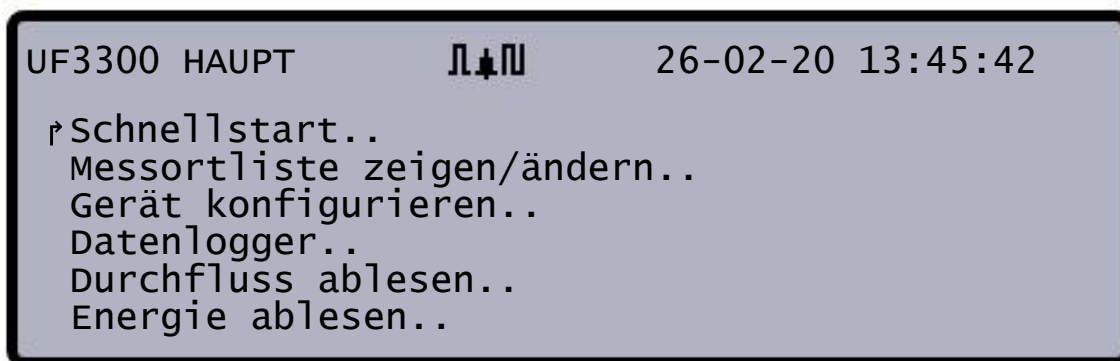 UF3300 HAUPT 26-02-20 13:45:42
Schnellstart..
Messortliste zeigen/ändern..
Gerät konfigurieren..
Datenlogger..
Durchfluss ablesen..
Energie ablesen..